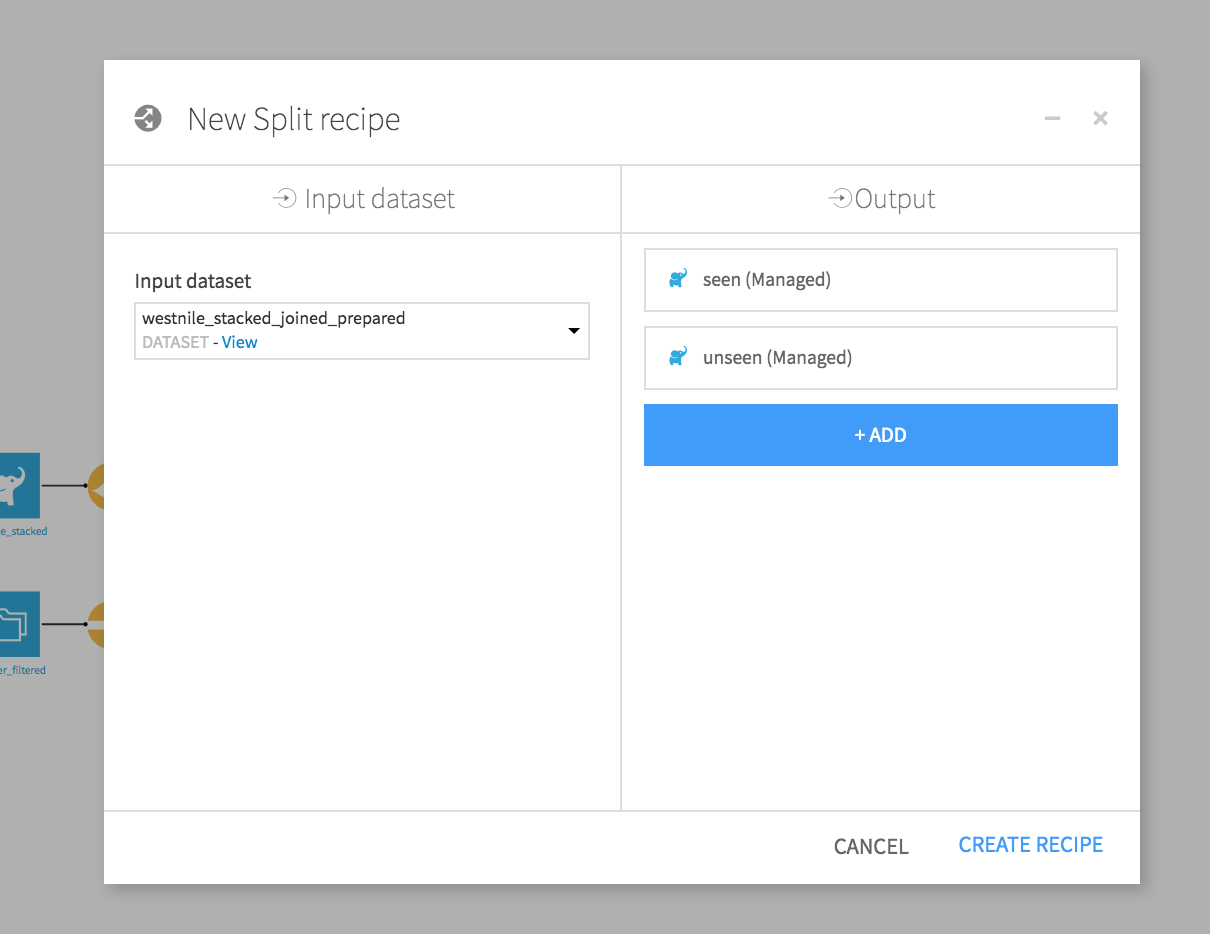 New Split recipe
Input dataset
Output
Input dataset
westnile_stacked_joined_prepared
DATASET - View
seen (Managed)
unseen (Managed)
+ ADD
e_stacked
er_filtered
CANCEL
CREATE RECIPE